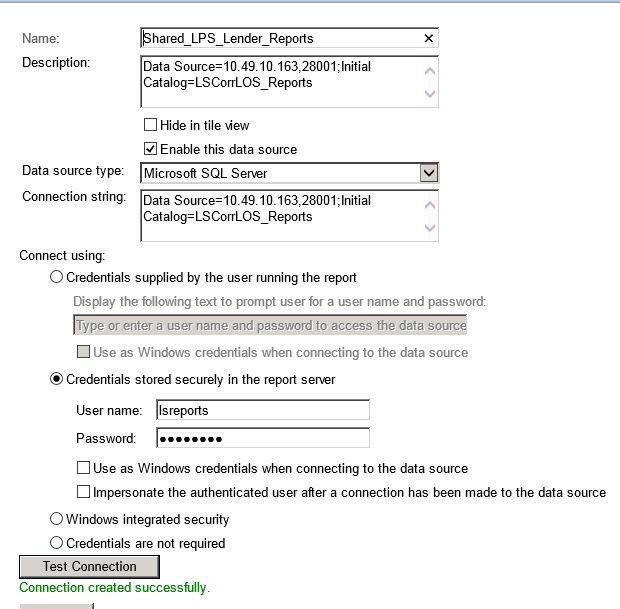 Name: Shared_LPS_Lender_Reports
Description: Data Source=10.49.10.163,28001;Initial
Catalog=LSCorrLOS_Reports
Hide in tile view
Enable this data source
Data source type: Microsoft SQL Server
Connection string: Data Source=10.49.10.163,28001;Initial
Catalog=LSCorrLOS_Reports
Connect using:
Credentials supplied by the user running the report
Display the following text to prompt user for a user name and password:
Type or enter a user name and password to access the data source
Use as Windows credentials when connecting to the data source
Credentials stored securely in the report server
User name: lsreports
Password: ●●●●●●●●
Use as Windows credentials when connecting to the data source
Impersonate the authenticated user after a connection has been made to the data source
Windows integrated security
Credentials are not required
Test Connection
Connection created successfully.